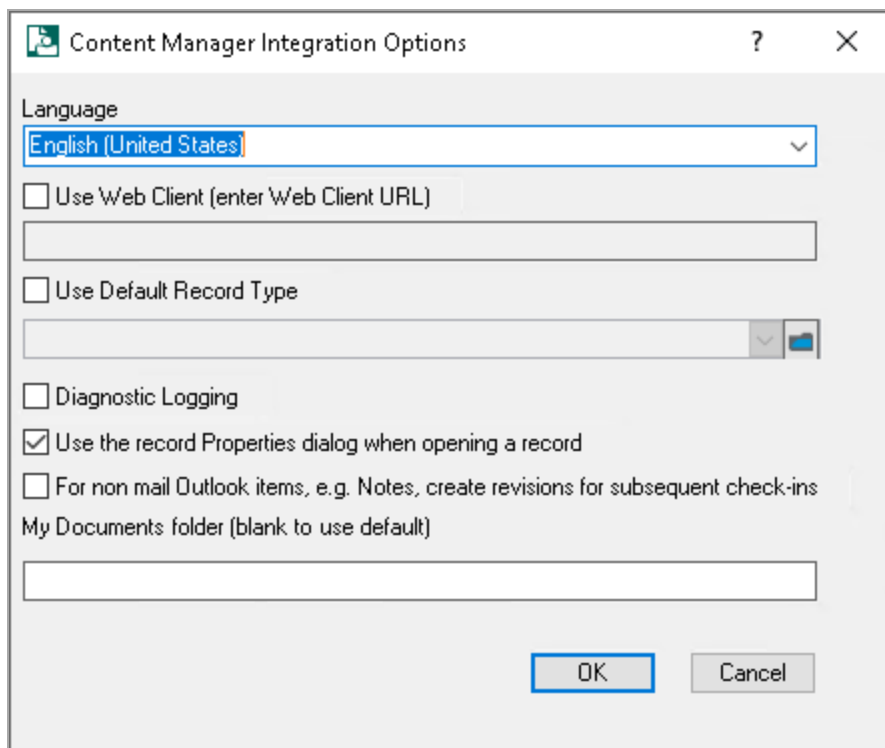 Content Manager Integration Options
Language
English (United States)
Use Web Client (enter Web Client URL)
Use Default Record Type
Diagnostic Logging
Use the record Properties dialog when opening a record
For non mail Outlook items, e.g. Notes, create revisions for subsequent check-ins
My Documents folder (blank to use default)
OK Cancel